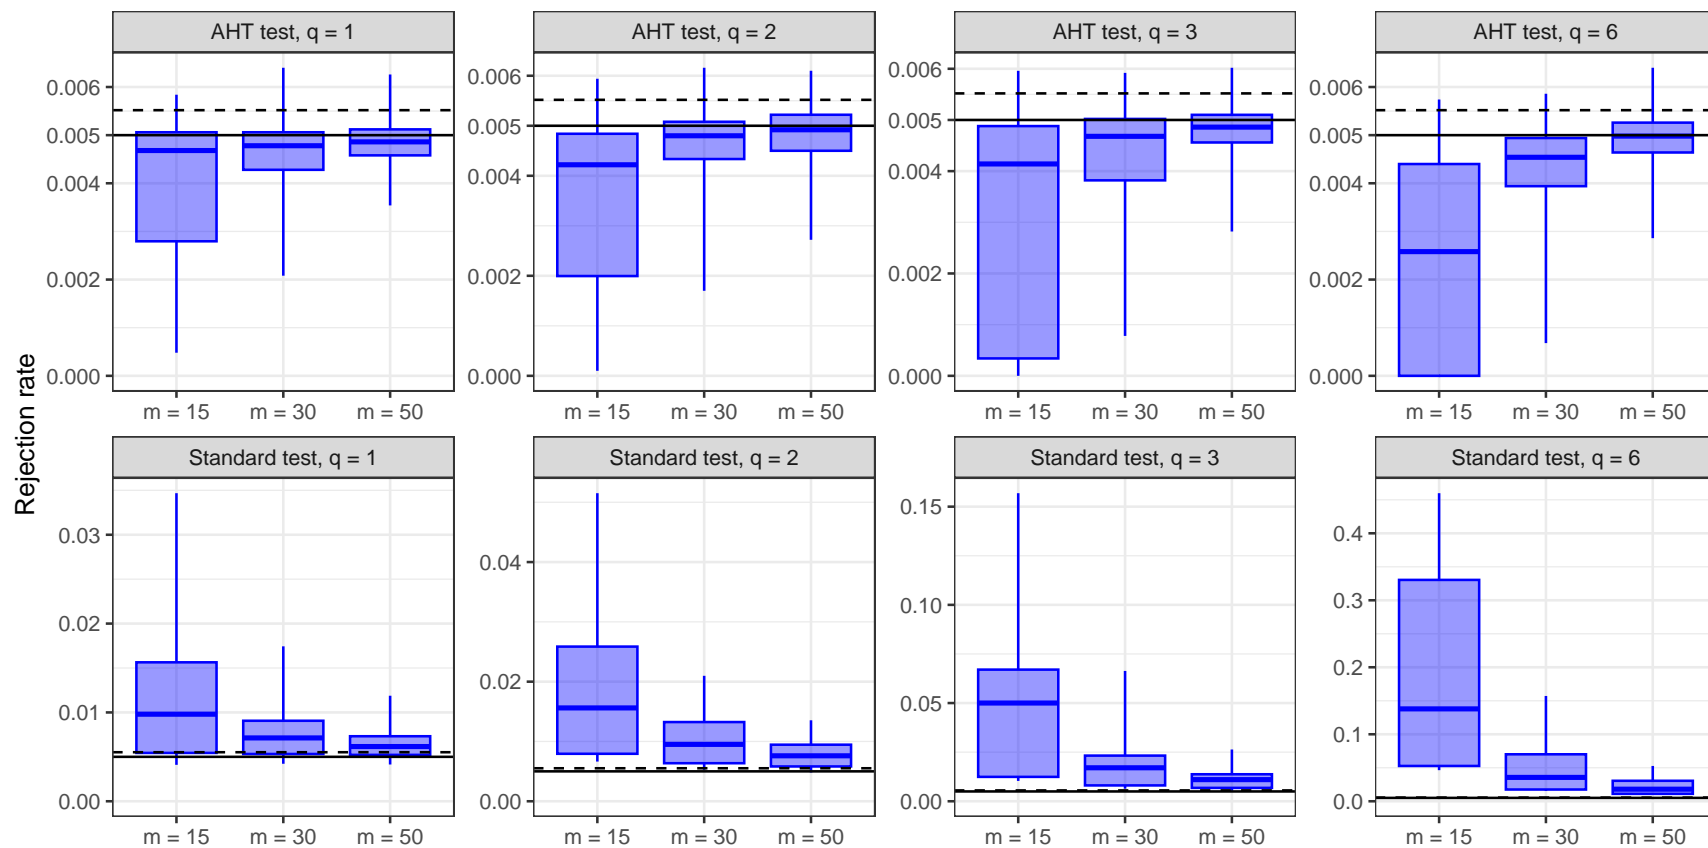 AHT test, q = 1
AHT test, q = 2
AHT test, q = 3
AHT test, q = 6
0.006
0.005
0.004
0.002
0.000
0.006
0.005
0.004
0.002
0.000
0.006
0.005
0.004
0.002
0.000
0.006
0.005
0.004
0.002
0.000
m = 15 m = 30 m = 50
m = 15 m = 30 m = 50
m = 15 m = 30 m = 50
m = 15 m = 30 m = 50
Rejection rate
Standard test, q = 1
Standard test, q = 2
Standard test, q = 3
Standard test, q = 6
0.03
0.02
0.01
0.00
0.04
0.02
0.00
0.15
0.10
0.05
0.00
0.4
0.3
0.2
0.1
0.0
m = 15 m = 30 m = 50
m = 15 m = 30 m = 50
m = 15 m = 30 m = 50
m = 15 m = 30 m = 50